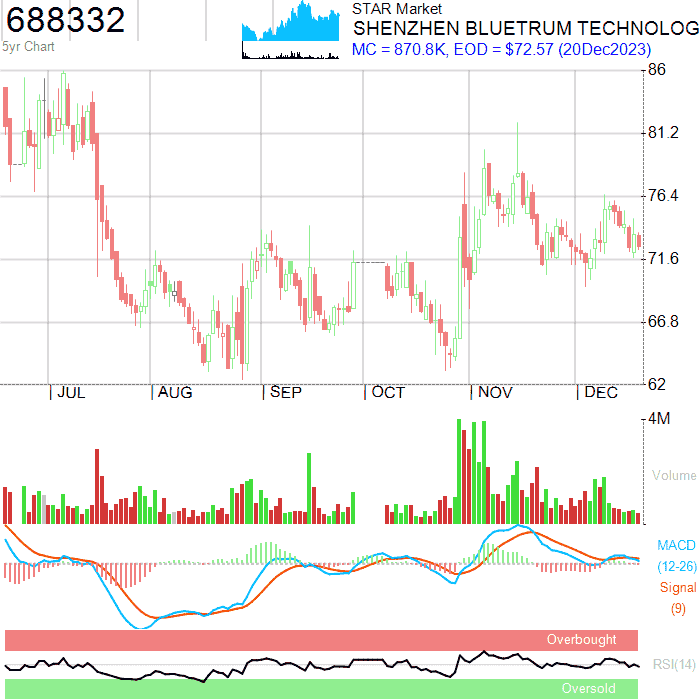 688332
5yr Chart
STAR Market
SHENZHEN BLUETRUM TECHNOLOG
MC = 870.8K, EOD = $72.57 (20Dec2023)
86
81.2
76.4
71.6
66.8
62
JUL AUG SEP OCT NOV DEC
4M
Volume
MACD
(12-26)
Signal
(9)
Overbought
RSI(14)
Oversold